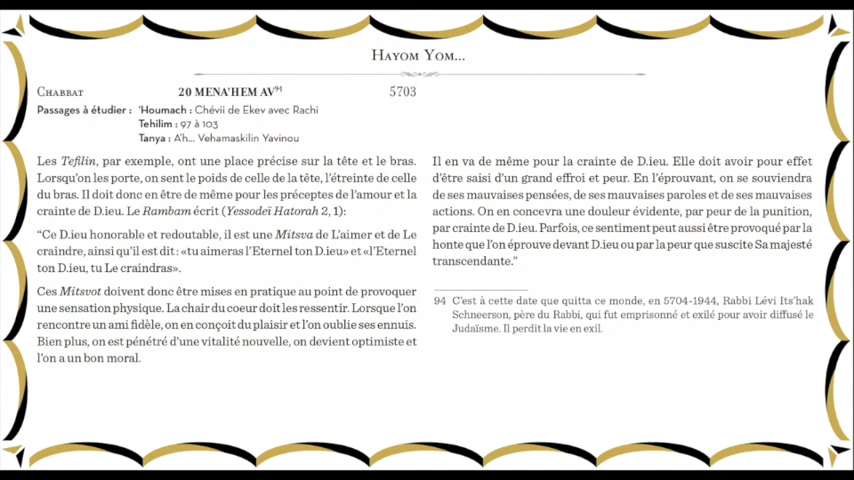 Hayom Yom...
Chabbat 20 MENA'HEM AV94 5703
Passages à étudier : 'Houmach : Chévii de Ekev avec Rachi
Tehilim : 97 à 103
Tanya : A'h... Vehamaskilin Yavinou
Les Tefilin, par exemple, ont une place précise sur la tête et le bras.
Lorsqu'on les porte, on sent le poids de celle de la tête, l'étreinte de celle
du bras. Il doit donc en être de même pour les préceptes de l'amour et la
crainte de D.ieu. Le Rambam écrit (Yessodeï Hatorah 2, 1):
“Ce D.ieu honorable et redoutable, il est une Mitsva de L'aimer et de Le
craindre, ainsi qu'il est dit : «tu aimeras l'Eternel ton D.ieu» et «l'Eternel
ton D.ieu, tu Le craindras».
Ces Mitsvot doivent donc être mises en pratique au point de provoquer
une sensation physique. La chair du coeur doit les ressentir. Lorsque l'on
rencontre un ami fidèle, on en conçoit du plaisir et l'on oublie ses ennuis.
Bien plus, on est pénétré d'une vitalité nouvelle, on devient optimiste et
l'on a un bon moral.
Il en va de même pour la crainte de D.ieu. Elle doit avoir pour effet
d'être saisi d'un grand effroi et peur. En l'éprouvant, on se souviendra
de ses mauvaises pensées, de ses mauvaises paroles et de ses mauvaises
actions. On en concevra une douleur évidente, par peur de la punition,
par crainte de D.ieu. Parfois, ce sentiment peut aussi être provoqué par la
honte que l'on éprouve devant D.ieu ou par la peur que suscite Sa majesté
transcendante.”
94 C'est à cette date que quitta ce monde, en 5704-1944, Rabbi Lévi Its'hak
Schneerson, père du Rabbi, qui fut emprisonné et exilé pour avoir diffusé le
Judaïsme. Il perdit la vie en exil.